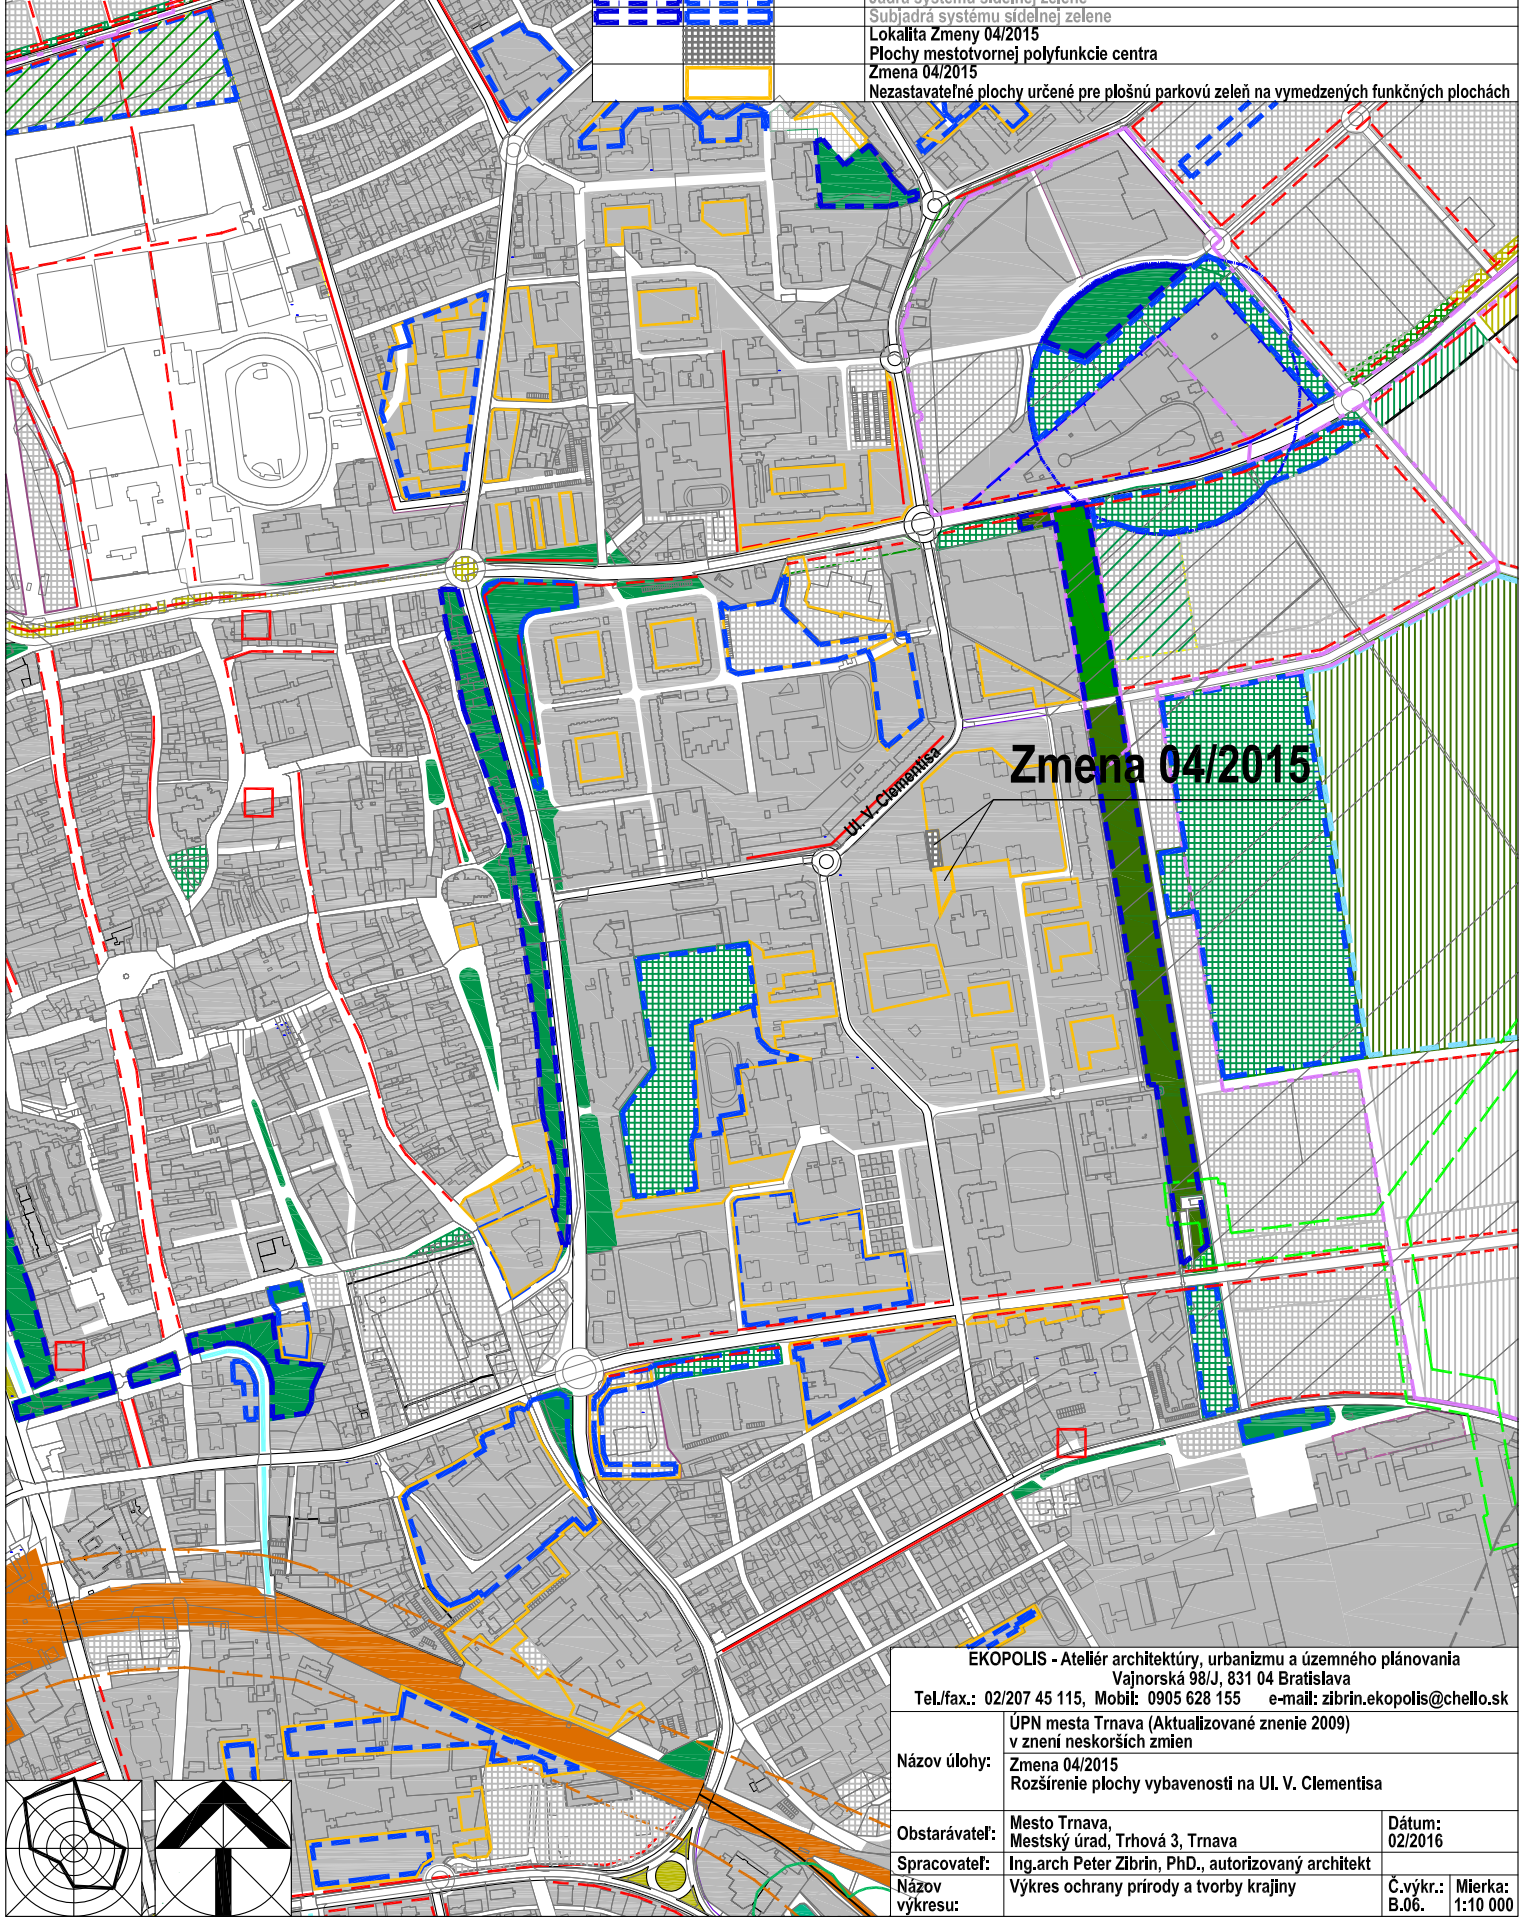 Jadrá systému sídelnej zelene
Subjadrá systému sídelnej zelene
Lokalita Zmeny 04/2015
Plochy mestotvornej polyfunkcie centra
Zmena 04/2015
Nezastavateľné plochy určené pre plošnú parkovú zeleň na vymedzených funkčných plochách
Zmena 04/2015
Ul. V. Clementisa
EKOPOLIS - Ateliér architektúry, urbanizmu a územného plánovania
Vajnorská 98/J, 831 04 Bratislava
Tel./fax.: 02/207 45 115, Mobil: 0905 628 155 e-mail: zibrin.ekopolis@chello.sk
Názov úlohy:
ÚPN mesta Trnava (Aktualizované znenie 2009)
v znení neskorších zmien
Zmena 04/2015
Rozšírenie plochy vybavenosti na Ul. V. Clementisa
Obstarávateľ:
Mesto Trnava,
Mestský úrad, Trhová 3, Trnava
Dátum:
02/2016
Spracovateľ:
Ing.arch Peter Zibrin, PhD., autorizovaný architekt
Názov
výkresu:
Výkres ochrany prírody a tvorby krajiny
Č.výkr.:
B.06.
Mierka:
1:10 000